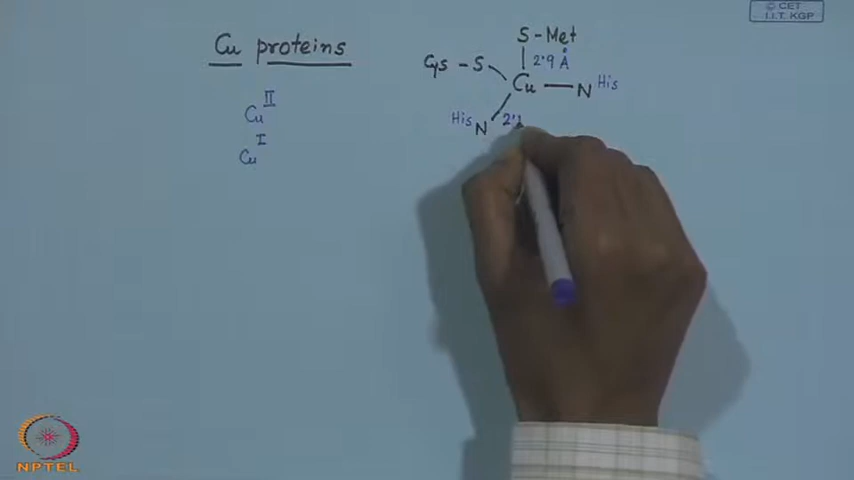 © CET
I.I.T. KGP
Cu proteins
S-Met
Cys-S
2.9 Å
Cu
N His
Cu II
His N
2.1
Cu I
NPTEL